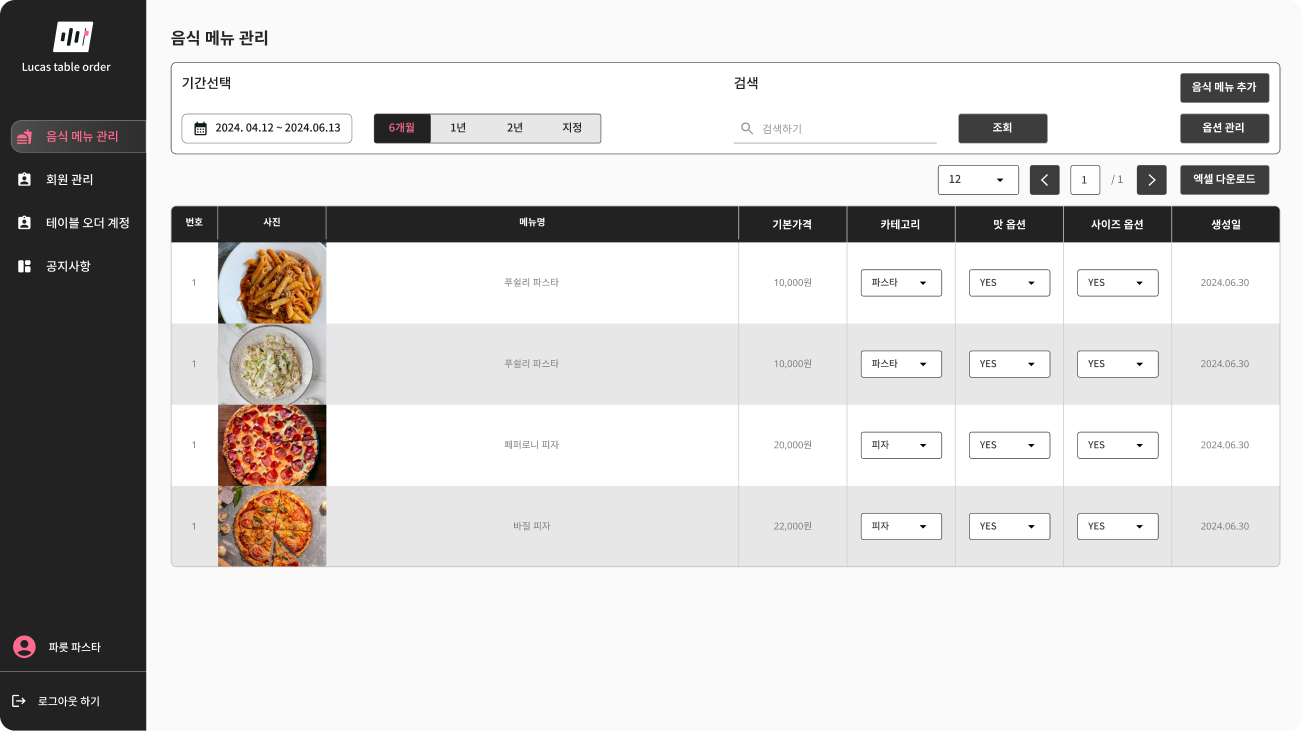 Lucas table order
음식 메뉴 관리
회원 관리
테이블 오더 계정
공지사항
파릇 파스타
로그아웃 하기
음식 메뉴 관리
기간선택
검색
음식 메뉴 추가
2024. 04.12 ~ 2024.06.13
6개월 1년 2년 지정
검색하기
조회
옵션 관리
12
1 / 1
엑셀 다운로드
번호 사진 메뉴명 기본가격 카테고리 맛 옵션 사이즈 옵션 생성일
1 푸쉴리 파스타 10,000원 파스타 YES YES 2024.06.30
1 푸쉴리 파스타 10,000원 파스타 YES YES 2024.06.30
1 페퍼로니 피자 20,000원 피자 YES YES 2024.06.30
1 바질 피자 22,000원 피자 YES YES 2024.06.30